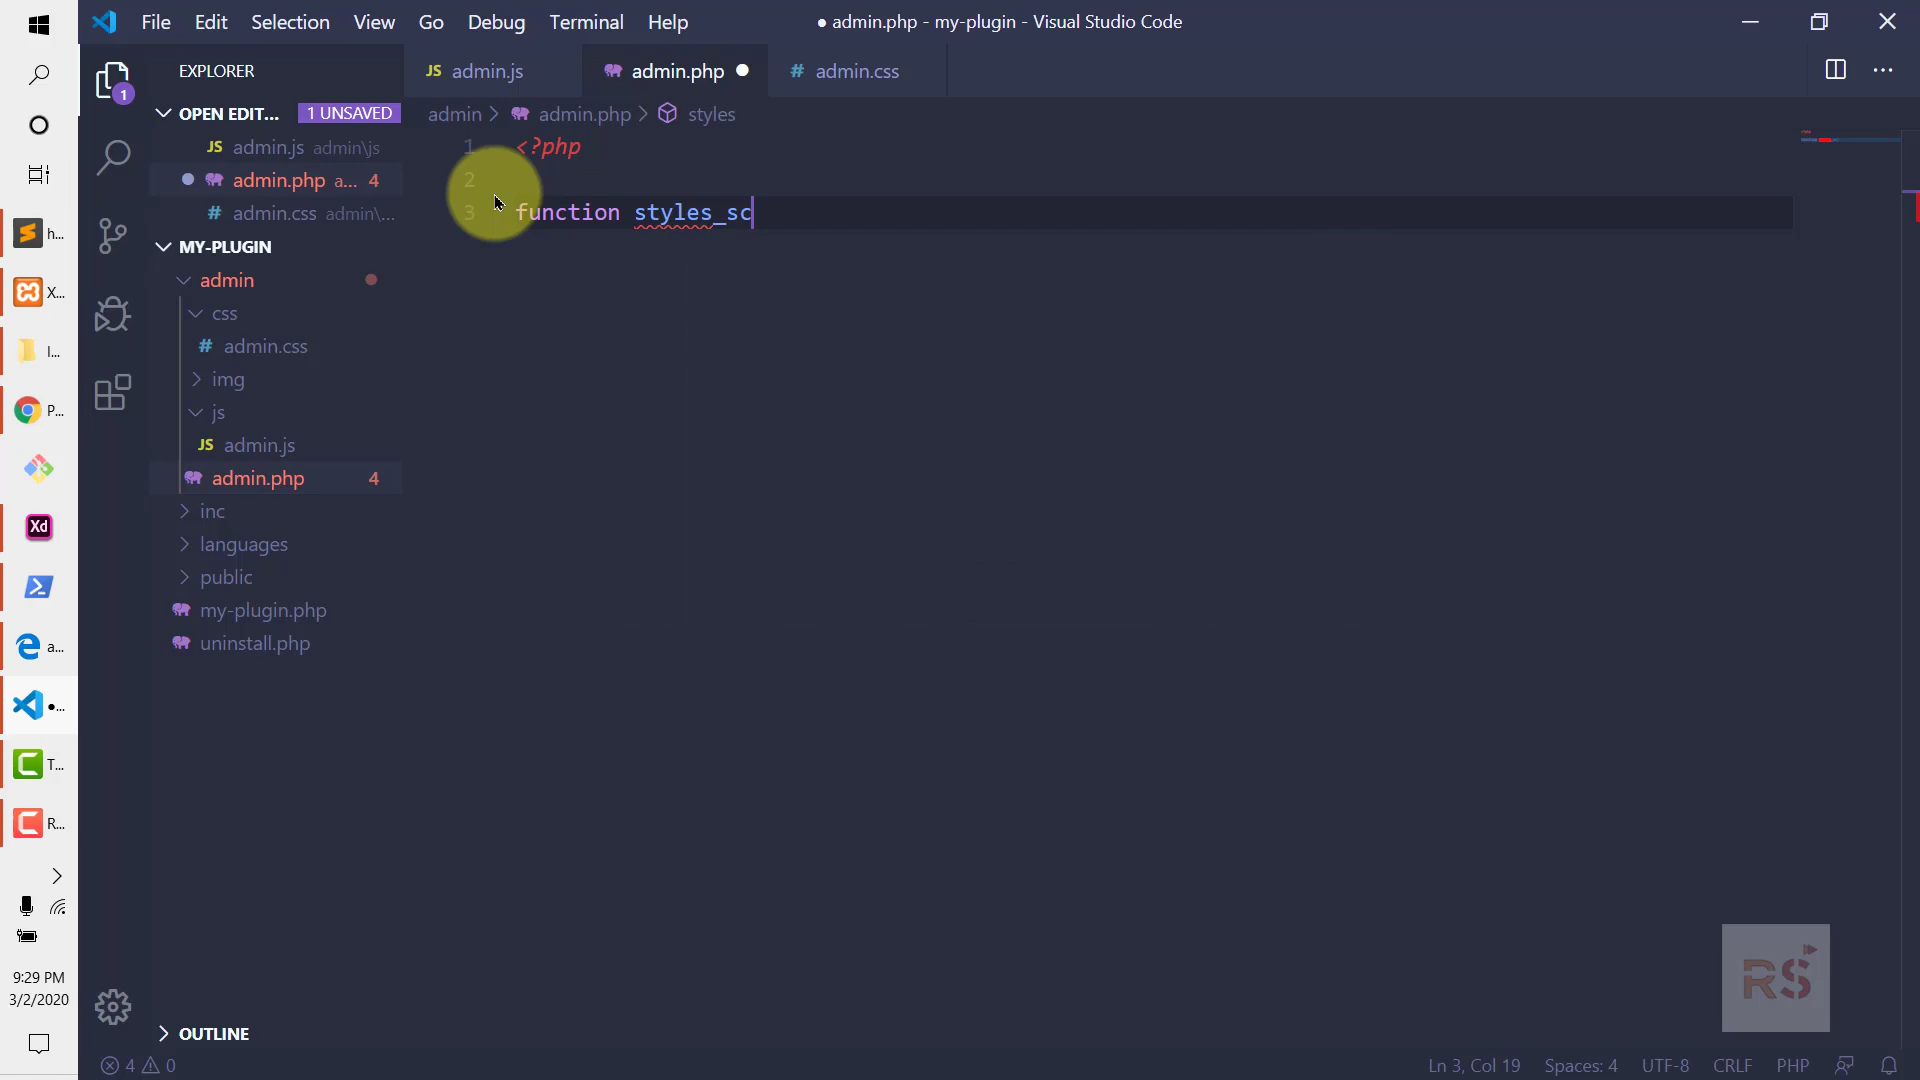 File Edit Selection View Go Debug Terminal Help
● admin.php - my-plugin - Visual Studio Code
EXPLORER
JS admin.js
admin.php
# admin.css
OPEN EDIT... 1 UNSAVED
JS admin.js admin\js
admin.php a... 4
# admin.css admin\...
MY-PLUGIN
admin
css
# admin.css
img
js
JS admin.js
admin.php 4
inc
languages
public
my-plugin.php
uninstall.php
OUTLINE
admin > admin.php > styles
1 <?php
2
3 function styles_sc
1
h...
X...
l...
P...
Xd
a...
●...
T...
R...
9:29 PM
3/2/2020
RS
4 0
Ln 3, Col 19 Spaces: 4 UTF-8 CRLF PHP